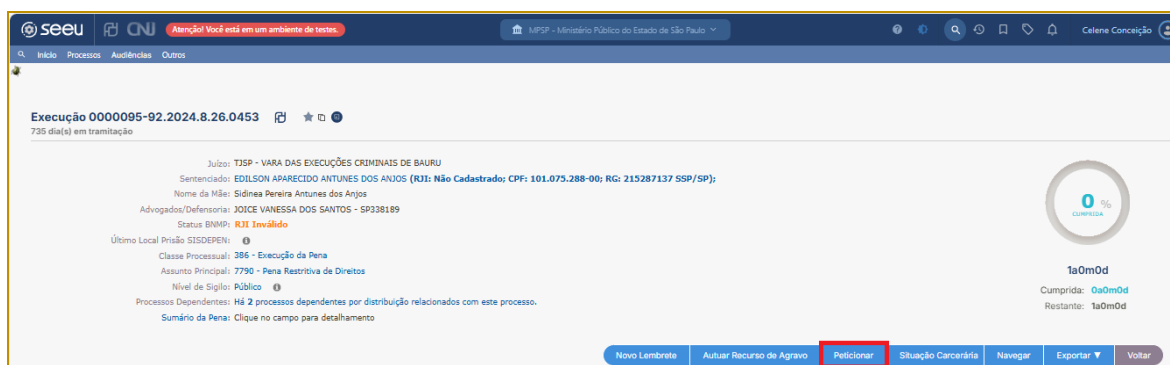 seeu CNJ Atenção! Você está em um ambiente de testes. MPSP - Ministério Público do Estado de São Paulo Celene Conceição
Início Processos Audiências Outros
Execução 0000095-92.2024.8.26.0453
735 dia(s) em tramitação
Juízo: TJSP - VARA DAS EXECUÇÕES CRIMINAIS DE BAURU
Sentenciado: EDILSON APARECIDO ANTUNES DOS ANJOS (RJI: Não Cadastrado; CPF: 101.075.288-00; RG: 215287137 SSP/SP);
Nome da Mãe: Sidinea Pereira Antunes dos Anjos
Advogados/Defensoria: JOICE VANESSA DOS SANTOS - SP338189
Status BNMP: RJI Inválido
Último Local Prisão SISDEPEN:
Classe Processual: 386 - Execução da Pena
Assunto Principal: 7790 - Pena Restritiva de Direitos
Nível de Sigilo: Público
Processos Dependentes: Há 2 processos dependentes por distribuição relacionados com este processo.
Sumário da Pena: Clique no campo para detalhamento
0 %
CUMPRIDA
1a0m0d
Cumprida: 0a0m0d
Restante: 1a0m0d
Novo Lembrete Autuar Recurso de Agravo Peticionar Situação Carcerária Navegar Exportar ▼ Voltar